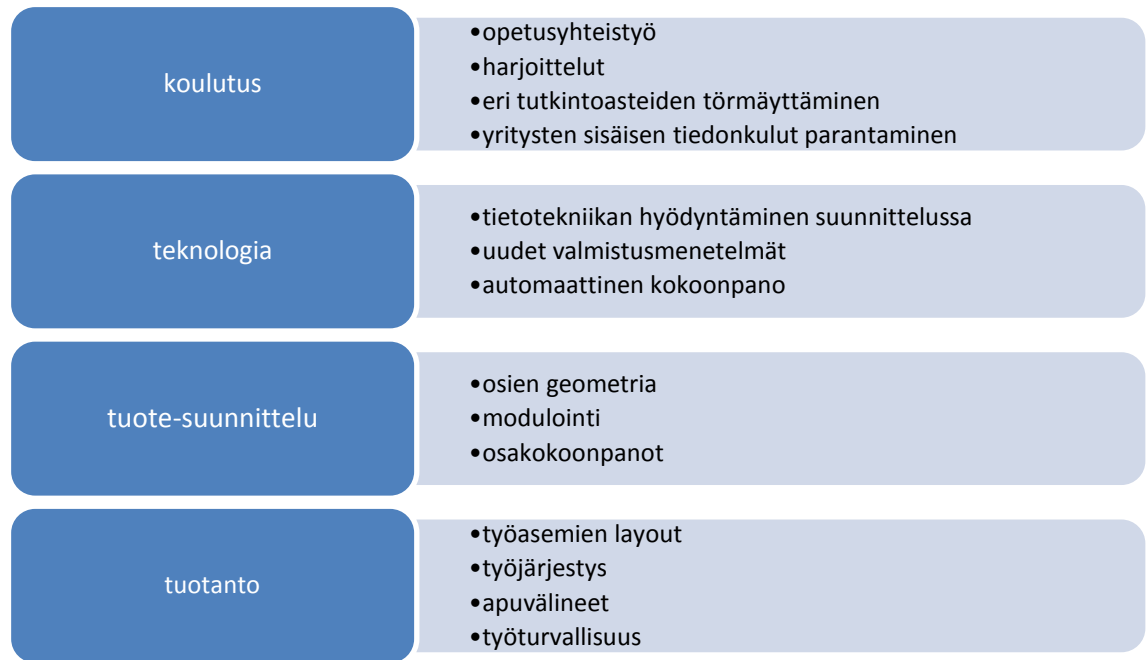 koulutus
•opetusyhteistyö
•harjoittelut
•eri tutkintoasteiden törmäyttäminen
•yritysten sisäisen tiedonkulut parantaminen
teknologia
•tietotekniikan hyödyntäminen suunnittelussa
•uudet valmistusmenetelmät
•automaattinen kokoonpano
tuote-suunnittelu
•osien geometria
•modulointi
•osakokoonpanot
tuotanto
•työasemien layout
•työjärjestys
•apuvälineet
•työturvallisuus